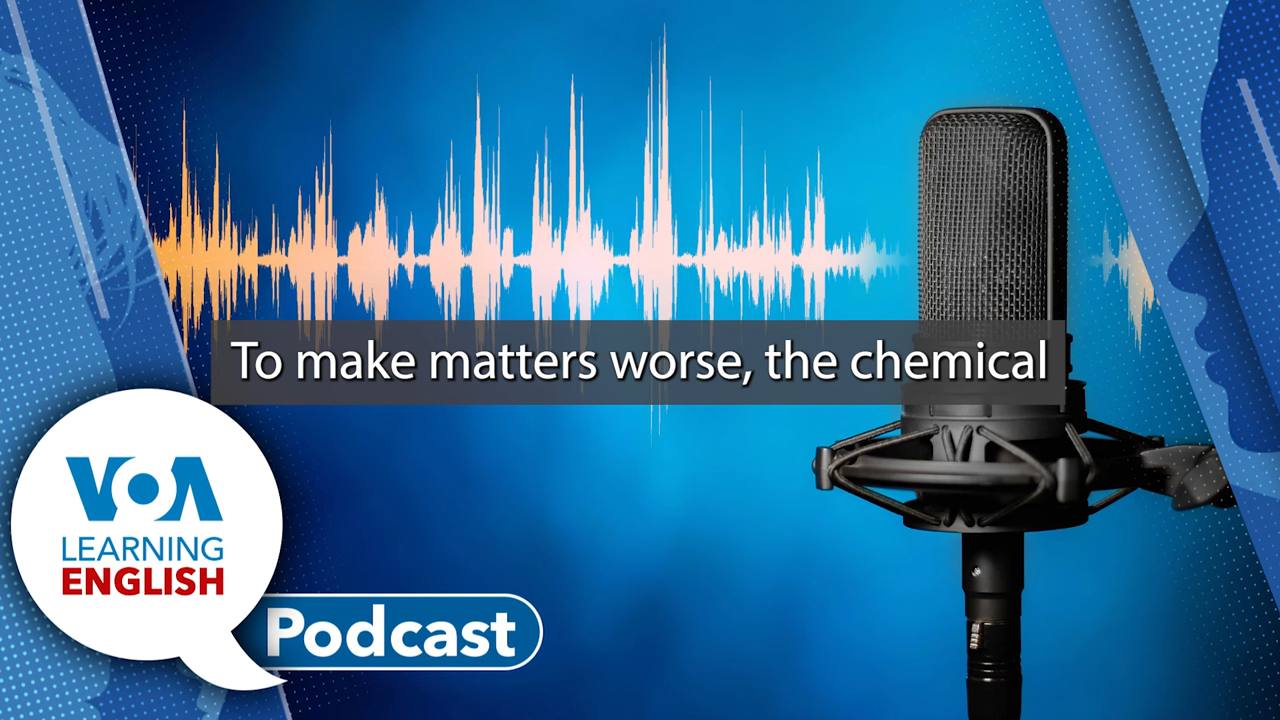 To make matters worse, the chemical
VOA
LEARNING
ENGLISH
Podcast